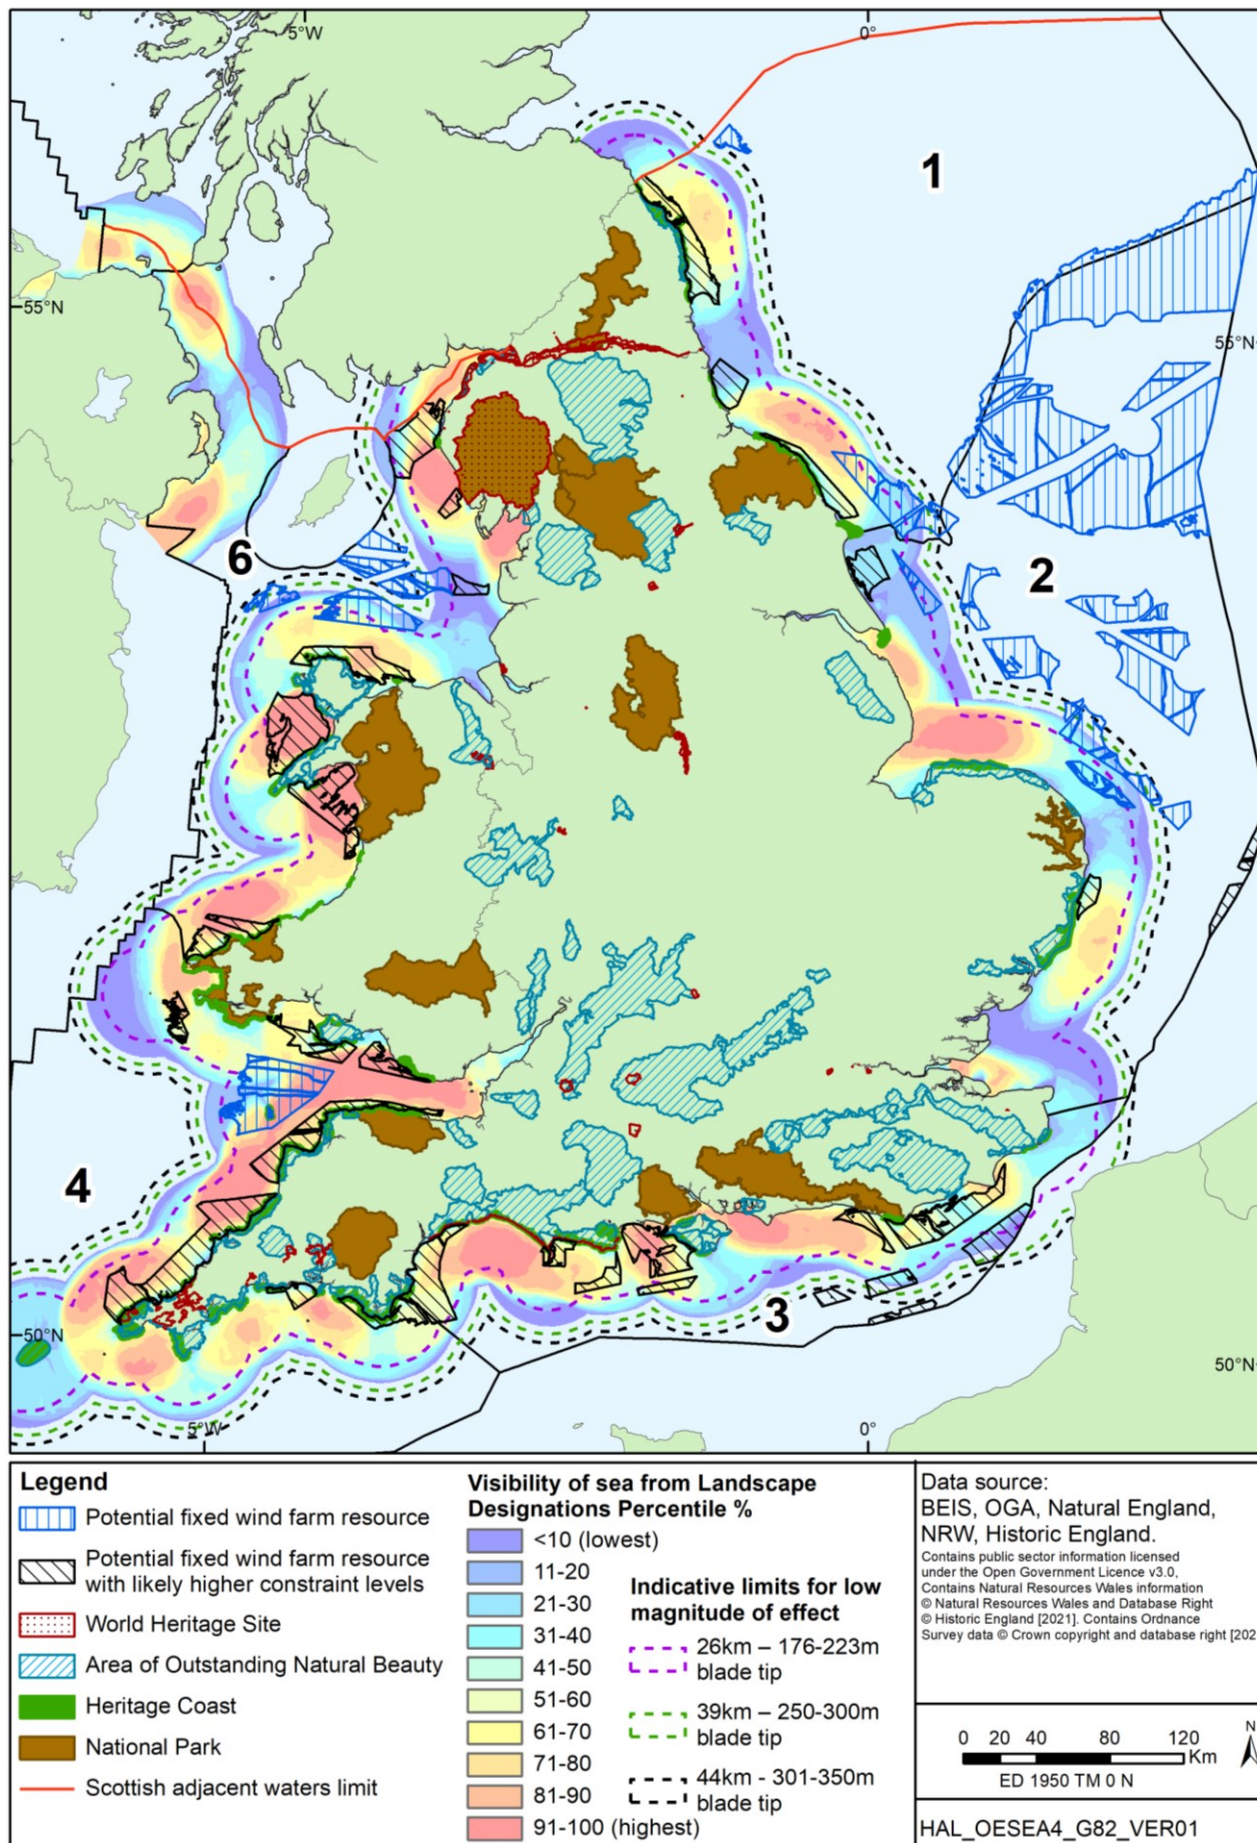 5°W
0°
1
55°N
55°N
6
2
4
3
50°N
50°N
5°W
0°
Legend
Potential fixed wind farm resource
Potential fixed wind farm resource
with likely higher constraint levels
World Heritage Site
Area of Outstanding Natural Beauty
Heritage Coast
National Park
Scottish adjacent waters limit
Visibility of sea from Landscape
Designations Percentile %
<10 (lowest)
11-20
21-30
31-40
41-50
51-60
61-70
71-80
81-90
91-100 (highest)
Indicative limits for low
magnitude of effect
26km – 176-223m
blade tip
39km – 250-300m
blade tip
44km - 301-350m
blade tip
Data source:
BEIS, OGA, Natural England,
NRW, Historic England.
Contains public sector information licensed
under the Open Government Licence v3.0,
Contains Natural Resources Wales information
© Natural Resources Wales and Database Right
© Historic England [2021]. Contains Ordnance
Survey data © Crown copyright and database right [202
0 20 40 80 120
Km
N
ED 1950 TM 0 N
HAL_OESEA4_G82_VER01